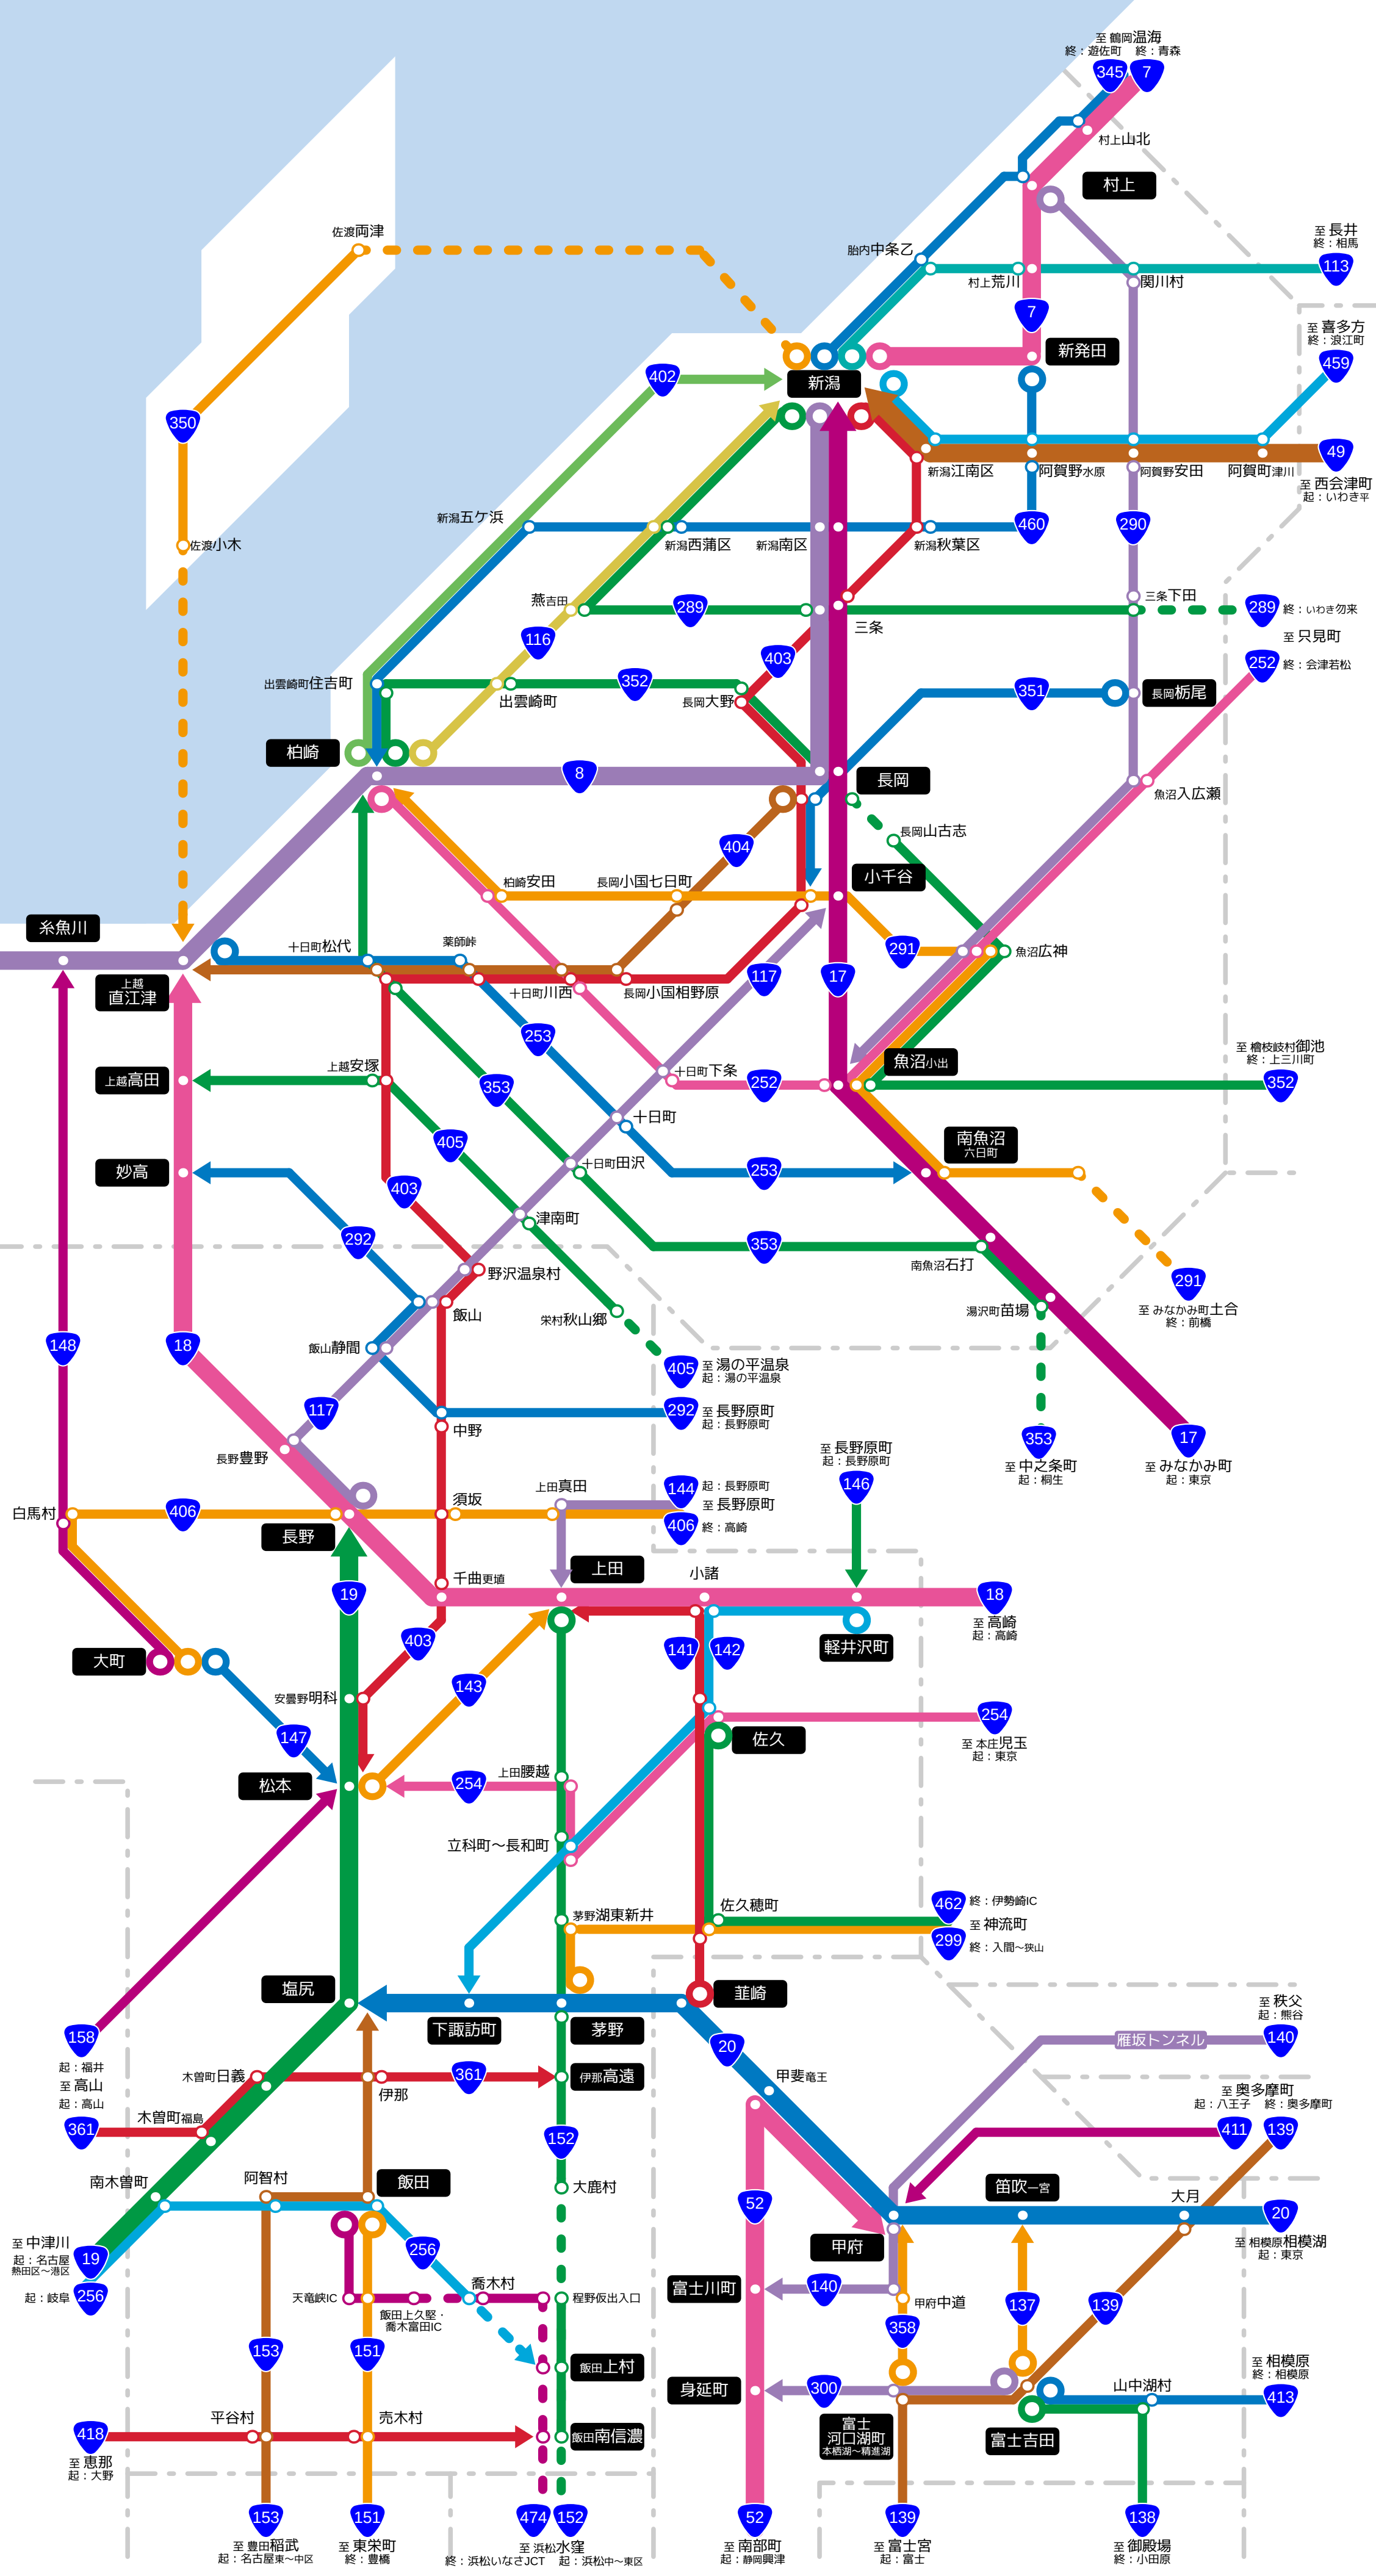 至 鶴岡温海
終：遊佐町 終：青森
345
7
村上山北
村上
佐渡両津
胎内中条乙
至 長井
終：相馬
113
村上荒川
関川村
7
至 喜多方
終：浪江町
459
新発田
402
新潟
350
49
新潟江南区
阿賀野水原
阿賀野安田
阿賀町津川
至 西会津町
起：いわき平
新潟五ケ浜
460
290
佐渡小木
新潟西蒲区
新潟南区
新潟秋葉区
燕吉田
289
三条下田
289
終：いわき勿来
116
三条
至 只見町
403
252
終：会津若松
出雲崎町住吉町
352
351
長岡栃尾
出雲崎町
長岡大野
柏崎
8
長岡
魚沼入広瀬
長岡山古志
404
小千谷
柏崎安田
長岡小国七日町
糸魚川
十日町松代
薬師峠
291
魚沼広神
117
17
上越
直江津
十日町川西
長岡小国相野原
253
至 檜枝岐村御池
終：上三川町
魚沼小出
上越安塚
十日町下条
上越高田
353
252
352
十日町
405
南魚沼
六日町
妙高
十日町田沢
253
403
津南町
292
353
南魚沼石打
野沢温泉村
291
至 みなかみ町土合
終：前橋
飯山
栄村秋山郷
湯沢町苗場
148
18
飯山静間
405
至 湯の平温泉
起：湯の平温泉
117
292
至 長野原町
起：長野原町
中野
353
17
長野豊野
至 長野原町
起：長野原町
至 中之条町
起：桐生
至 みなかみ町
起：東京
上田真田
144
起：長野原町
146
須坂
至 長野原町
白馬村
406
406
終：高崎
長野
上田
小諸
千曲更埴
19
18
至 高崎
起：高崎
403
141
142
軽井沢町
大町
143
安曇野明科
254
147
佐久
至 本庄児玉
起：東京
上田腰越
松本
254
立科町～長和町
佐久穂町
462
終：伊勢崎IC
茅野湖東新井
至 神流町
299
終：入間～狭山
塩尻
韮崎
下諏訪町
茅野
至 秩父
起：熊谷
158
20
雁坂トンネル
140
起：福井
至 高山
起：高山
木曽町日義
361
伊那
伊那高遠
甲斐竜王
至 奥多摩町
起：八王子 終：奥多摩町
361
木曽町福島
152
411
139
南木曽町
阿智村
飯田
大鹿村
笛吹一宮
大月
52
20
至 中津川
起：名古屋
熱田区～港区
19
256
甲府
至 相模原相模湖
起：東京
起：岐阜
256
喬木村
富士川町
140
天竜峡IC
飯田上久堅・
喬木富田IC
程野仮出入口
甲府中道
137
139
358
153
151
飯田上村
身延町
300
山中湖村
至 相模原
終：相模原
413
平谷村
売木村
富士
河口湖町
本栖湖～精進湖
富士吉田
418
飯田南信濃
至 恵那
起：大野
153
151
474
152
52
139
138
至 豊田稲武
起：名古屋東～中区
至 東栄町
終：豊橋
至 浜松水窪
終：浜松いなさJCT 起：浜松中～東区
至 南部町
起：静岡興津
至 富士宮
起：富士
至 御殿場
終：小田原